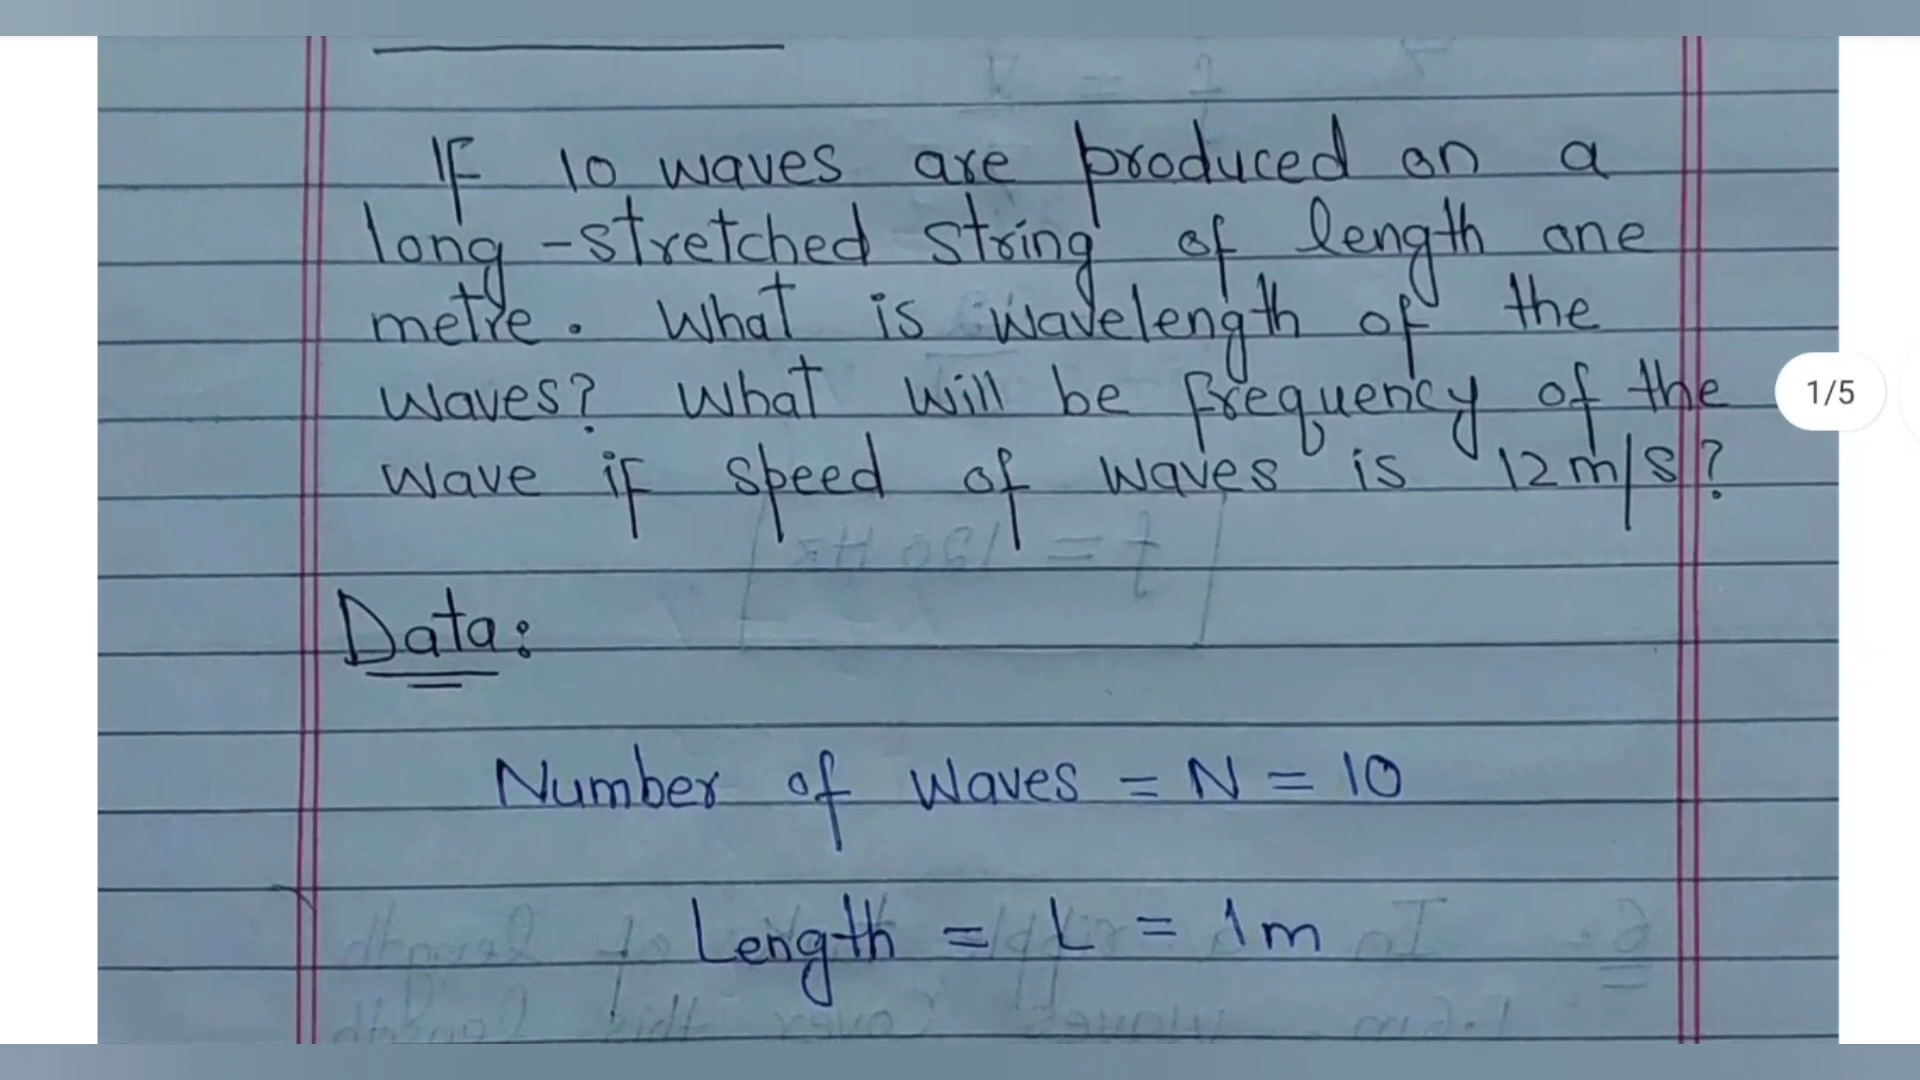 If 10 waves are produced on a
long-stretched string of length one
metre. What is wavelength of the
waves? What will be frequency of the
wave if speed of waves is 12m/s?
1/5
Data:
Number of Waves = N = 10
Length = L = 1m